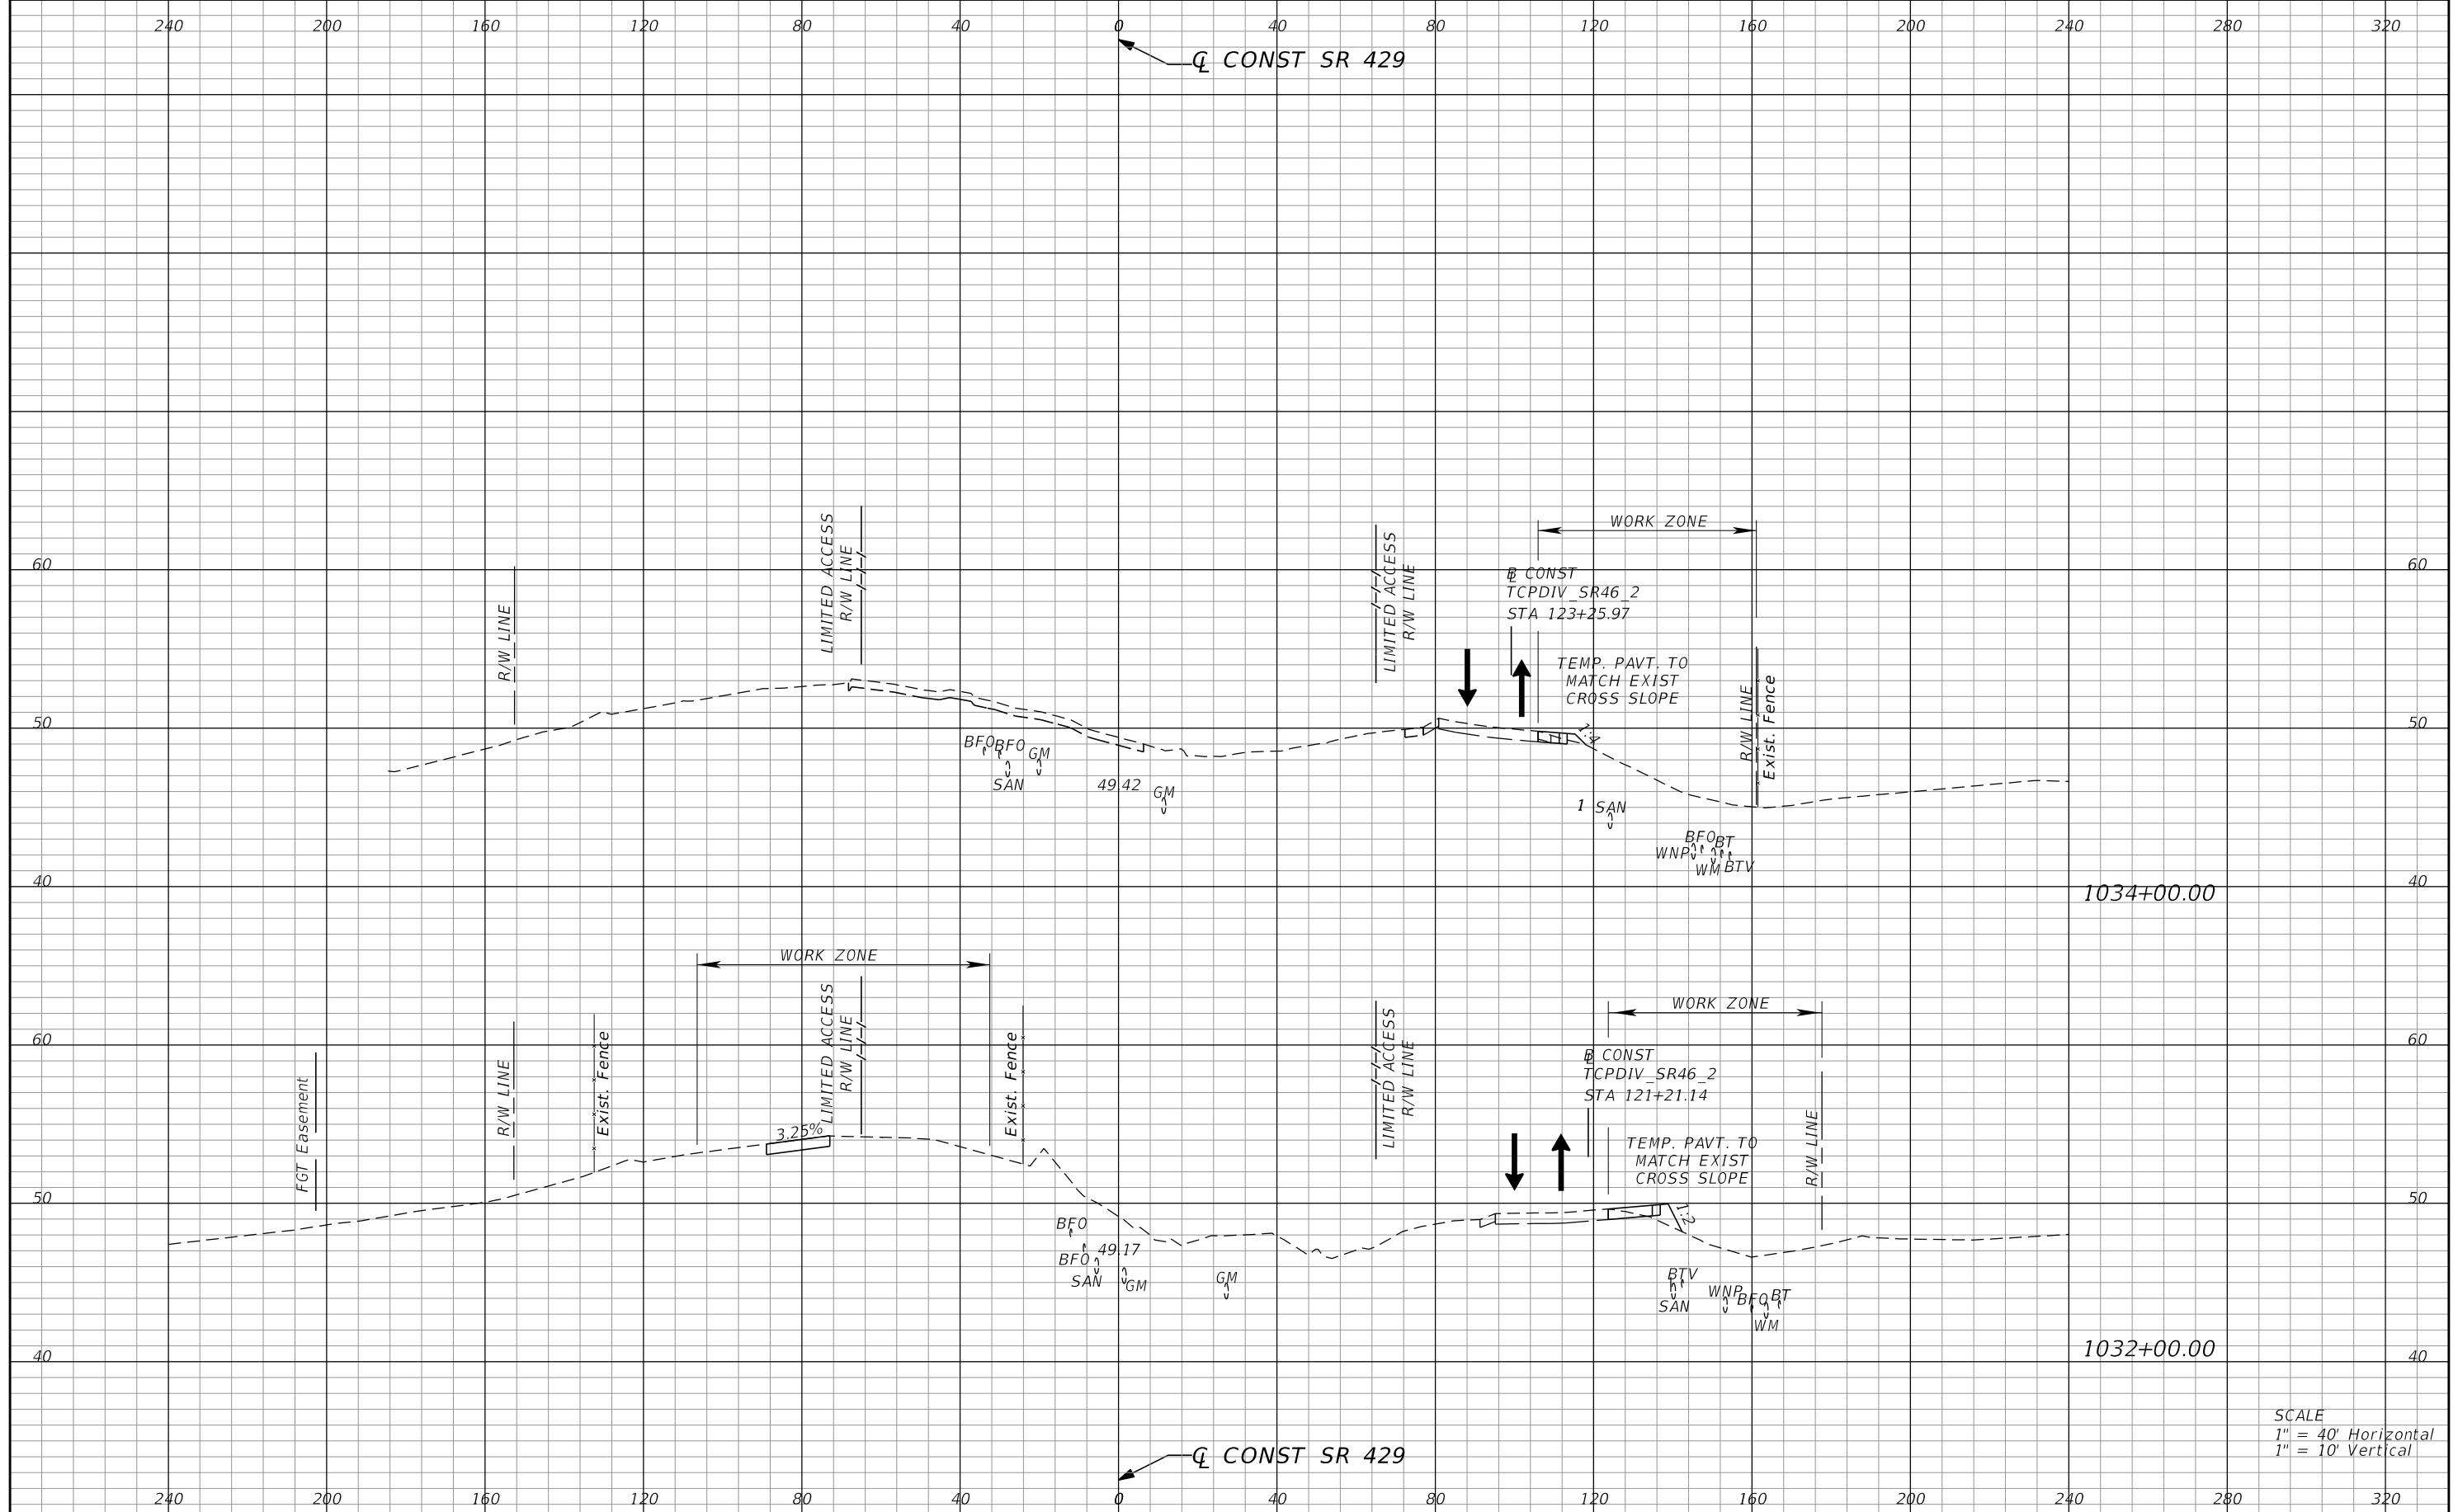 240 200 160 120 80 40 0 40 80 120 160 200 240 280 320
℄ CONST SR 429
WORK ZONE
LIMITED ACCESS
R/W LINE
LIMITED ACCESS
R/W LINE
60 60
R/W LINE
B CONST
TCPDIV_SR46_2
STA 123+25.97
TEMP. PAVT. TO
MATCH EXIST
CROSS SLOPE
R/W LINE
Exist. Fence
50 50
1:4
BFO
BFO
GM
SAN
49.42
GM
1 SAN
BFO
BT
WNP
WM
BTV
40 40
1034+00.00
WORK ZONE
LIMITED ACCESS
R/W LINE
LIMITED ACCESS
R/W LINE
WORK ZONE
60 60
FGT Easement
R/W LINE
Exist. Fence
Exist. Fence
B CONST
TCPDIV_SR46_2
STA 121+21.14
3.25%
TEMP. PAVT. TO
MATCH EXIST
CROSS SLOPE
R/W LINE
50 50
1:2
BFO
49.17
BFO
SAN
GM
GM
BTV
SAN
WNP
BFO
BT
WM
40 40
1032+00.00
SCALE
1" = 40' Horizontal
1" = 10' Vertical
℄ CONST SR 429
240 200 160 120 80 40 0 40 80 120 160 200 240 280 320